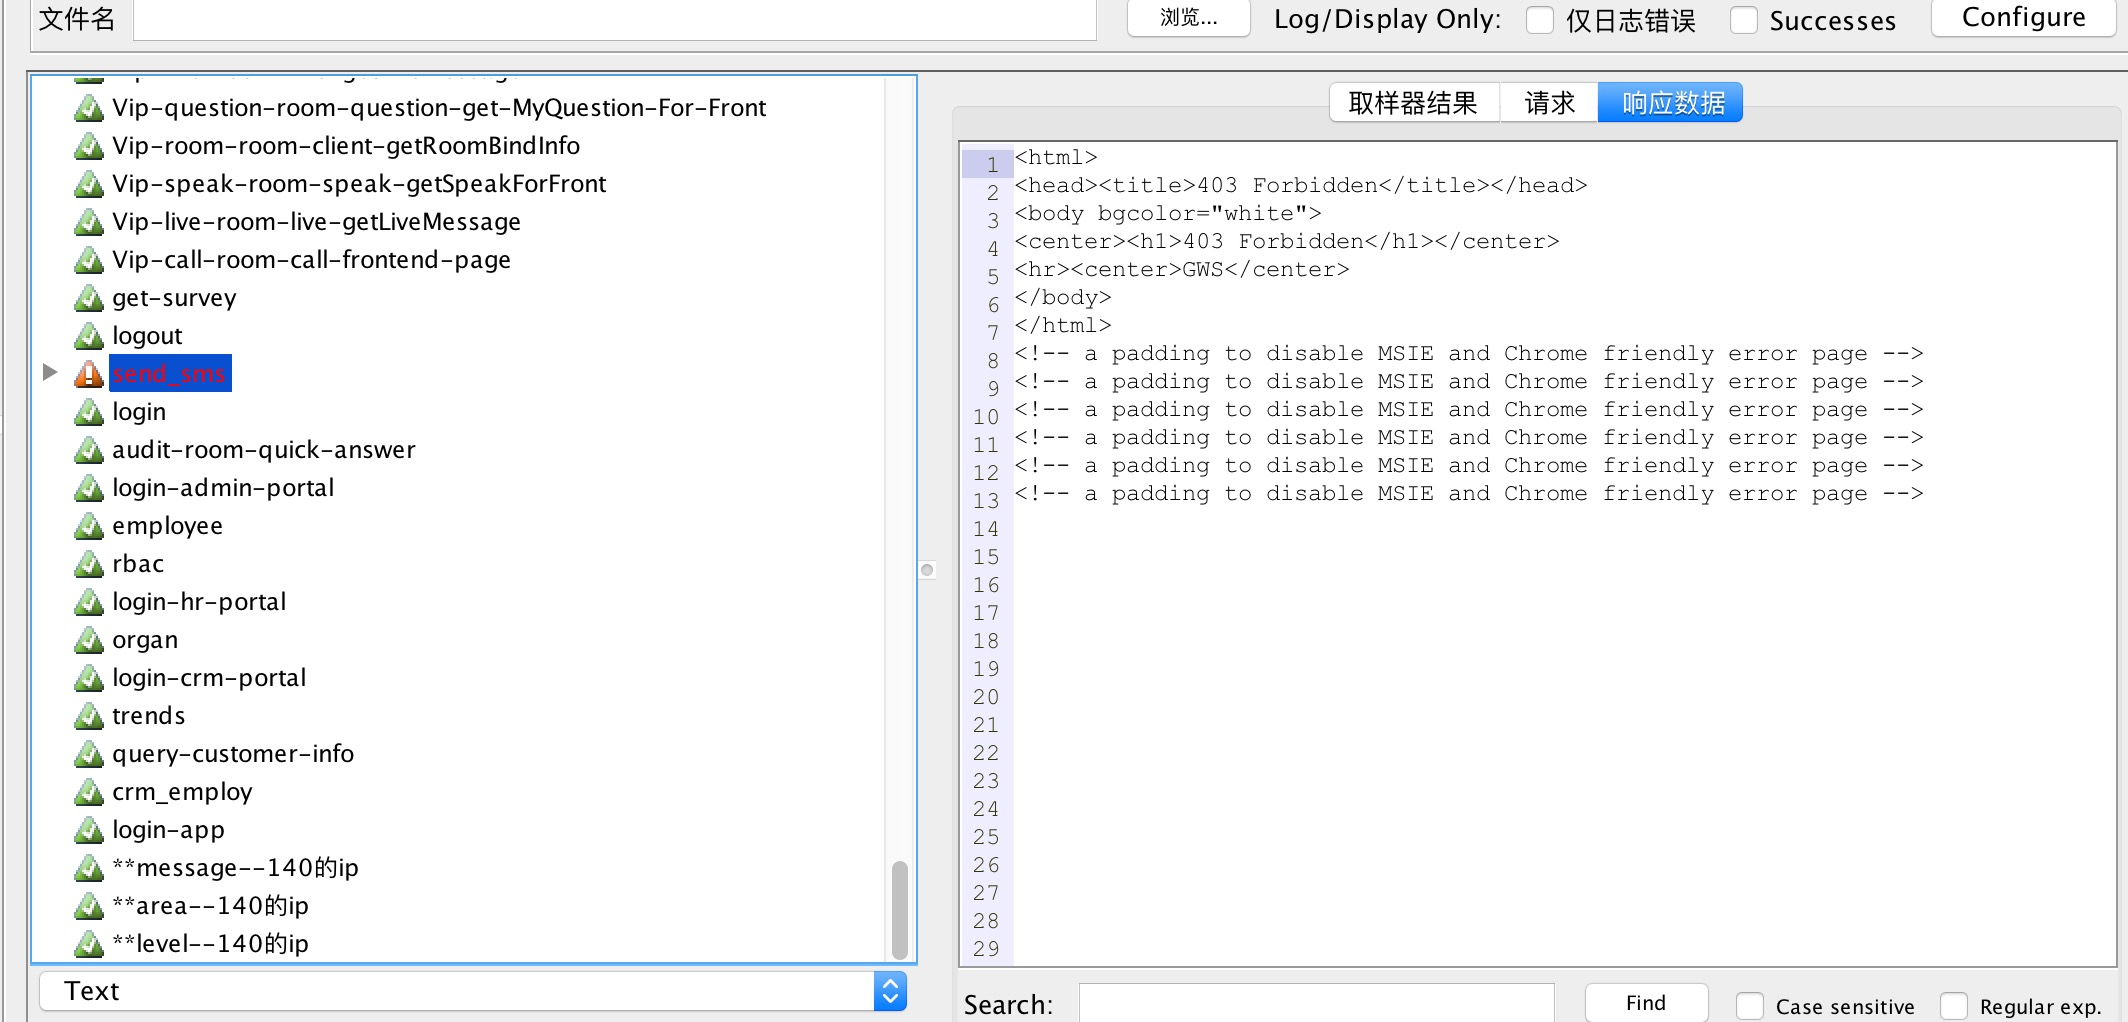 文件名
浏览...
Log/Display Only:
仅日志错误
Successes
Configure
Vip-question-room-question-get-MyQuestion-For-Front
Vip-room-room-client-getRoomBindInfo
Vip-speak-room-speak-getSpeakForFront
Vip-live-room-live-getLiveMessage
Vip-call-room-call-frontend-page
get-survey
logout
send_sms
login
audit-room-quick-answer
login-admin-portal
employee
rbac
login-hr-portal
organ
login-crm-portal
trends
query-customer-info
crm_employ
login-app
**message--140的ip
**area--140的ip
**level--140的ip
Text
取样器结果
请求
响应数据
1 <html>
2 <head><title>403 Forbidden</title></head>
3 <body bgcolor="white">
4 <center><h1>403 Forbidden</h1></center>
5 <hr><center>GWS</center>
6 </body>
7 </html>
8 <!-- a padding to disable MSIE and Chrome friendly error page -->
9 <!-- a padding to disable MSIE and Chrome friendly error page -->
10 <!-- a padding to disable MSIE and Chrome friendly error page -->
11 <!-- a padding to disable MSIE and Chrome friendly error page -->
12 <!-- a padding to disable MSIE and Chrome friendly error page -->
13 <!-- a padding to disable MSIE and Chrome friendly error page -->
14
15
16
17
18
19
20
21
22
23
24
25
26
27
28
29
Search:
Find
Case sensitive
Regular exp.